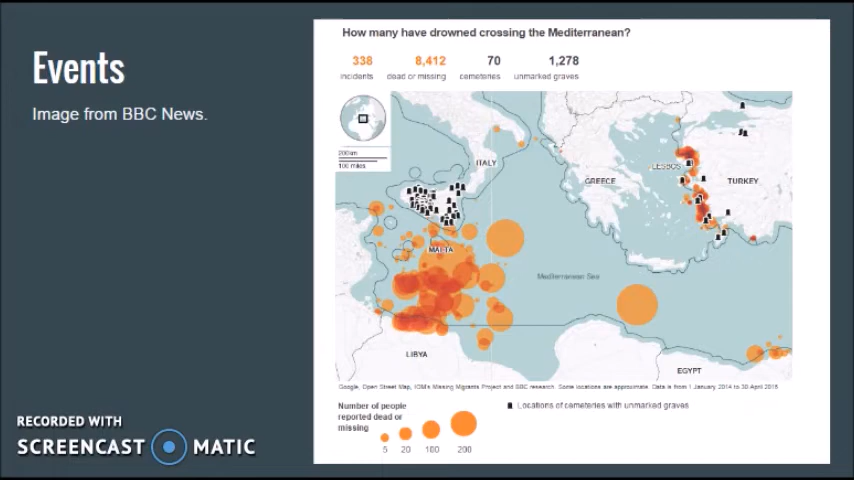 Events
Image from BBC News.
How many have drowned crossing the Mediterranean?
338 8,412 70 1,278
incidents dead or missing cemeteries unmarked graves
200km
100 miles
ITALY
GREECE
LESBOS
TURKEY
MALTA
Mediterranean Sea
LIBYA
EGYPT
Google, Open Street Map, IOM's Missing Migrants Project and BBC research. Some locations are approximate. Data is from 1 January 2014 to 30 April 2016
Number of people
reported dead or
missing
5 20 100 200
Locations of cemeteries with unmarked graves
RECORDED WITH
SCREENCAST MATIC